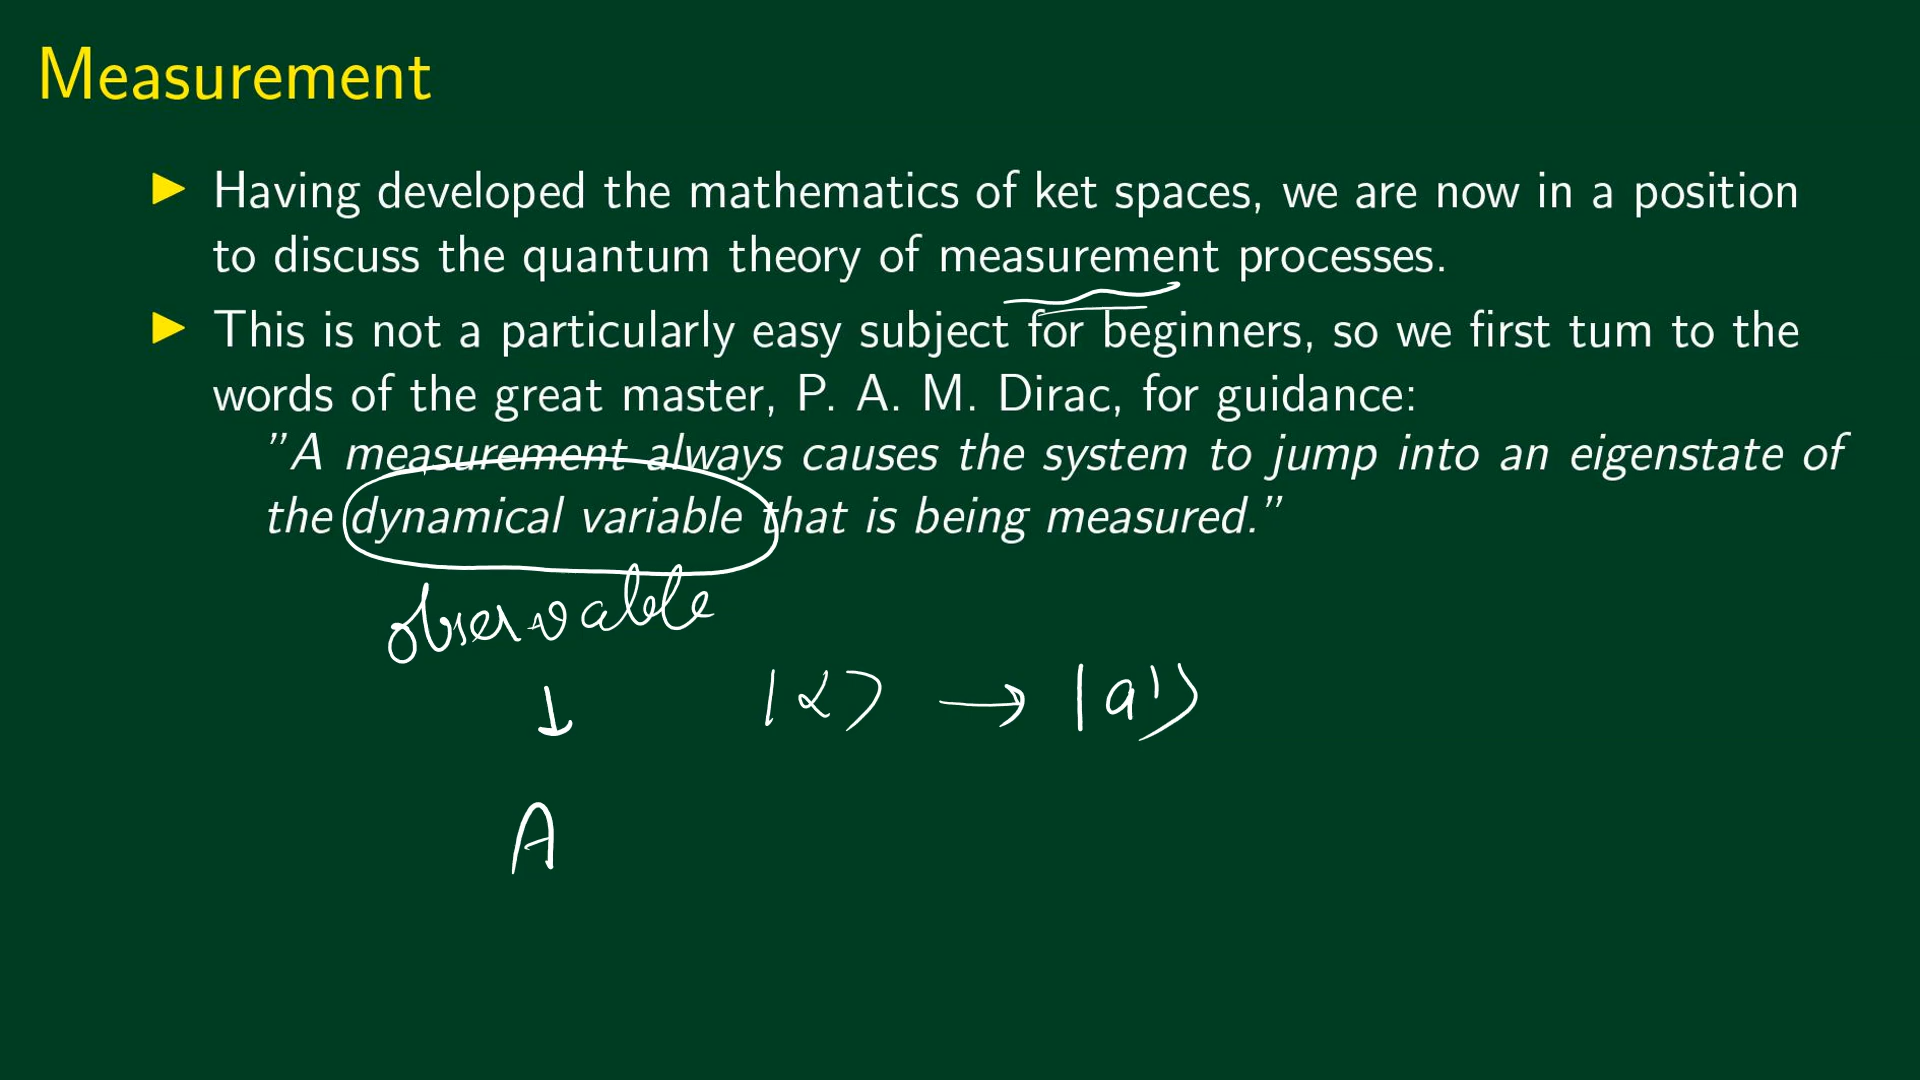 Measurement
Having developed the mathematics of ket spaces, we are now in a position
to discuss the quantum theory of measurement processes.
This is not a particularly easy subject for beginners, so we first tum to the
words of the great master, P. A. M. Dirac, for guidance:
”A measurement always causes the system to jump into an eigenstate of
the dynamical variable that is being measured.”
observable
↓ |α⟩ → |a'⟩
A